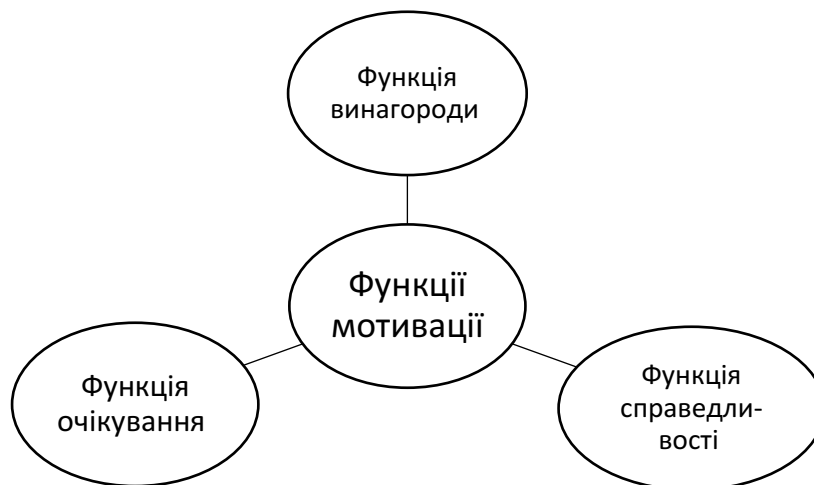 Функція
винагороди
Функції
мотивації
Функція
очікування
Функція
справедли-
вості